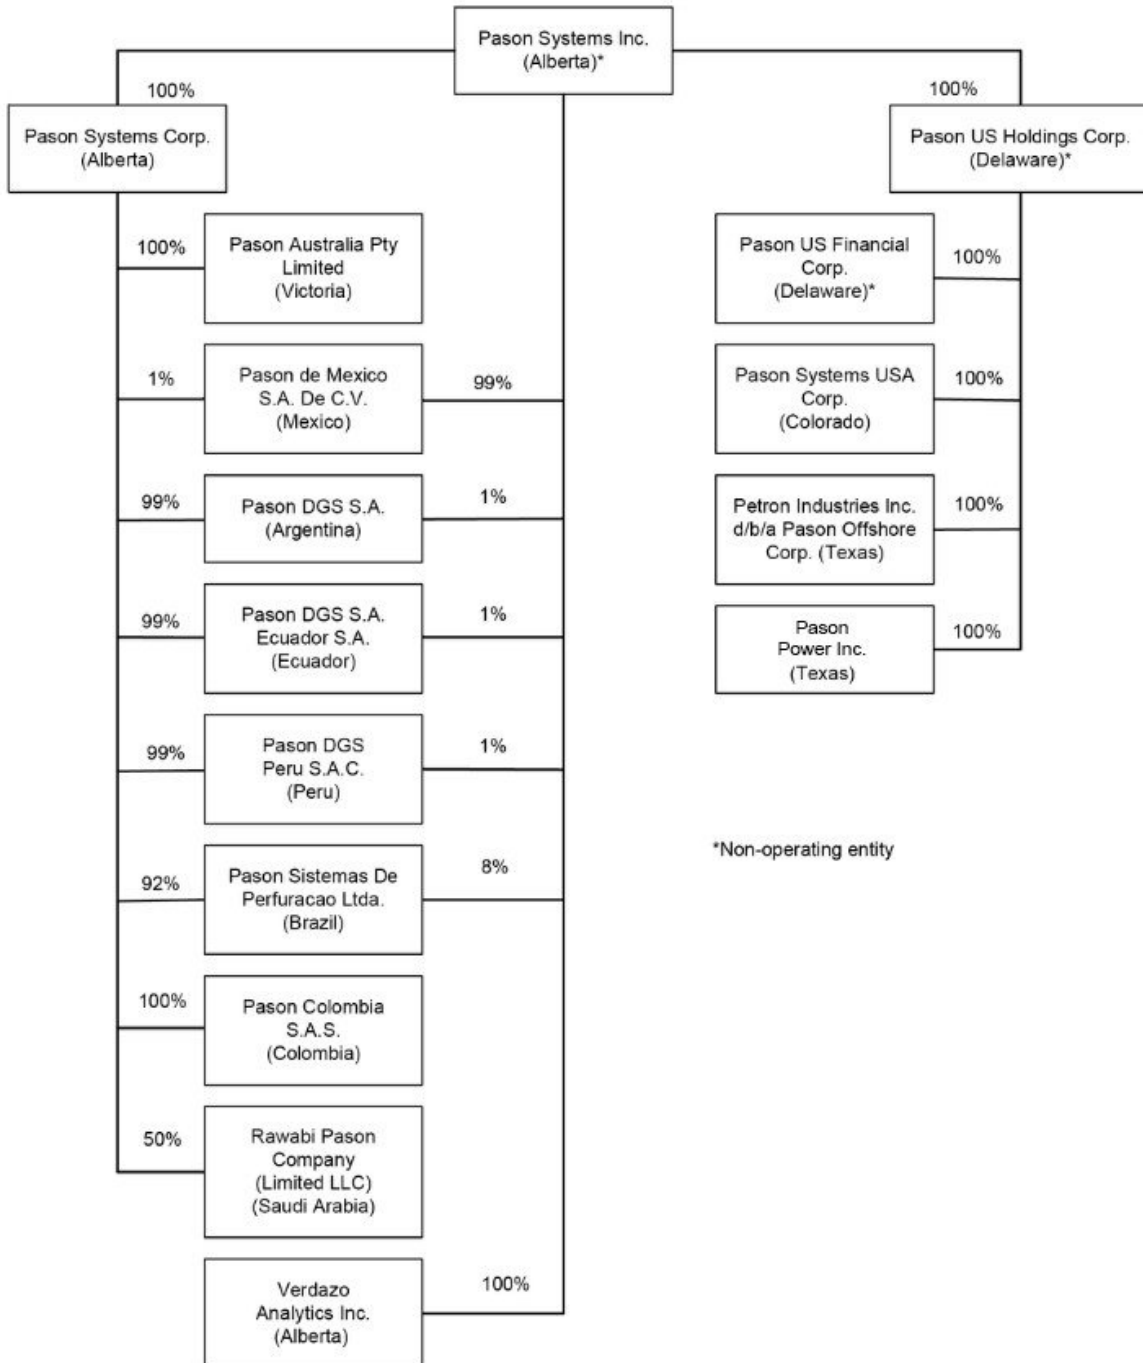 Pason Systems Inc.
(Alberta)*
100%
100%
Pason Systems Corp.
(Alberta)
Pason US Holdings Corp.
(Delaware)*
100%
Pason Australia Pty
Limited
(Victoria)
Pason US Financial
Corp.
(Delaware)*
100%
1%
Pason de Mexico
S.A. De C.V.
(Mexico)
99%
Pason Systems USA
Corp.
(Colorado)
100%
99%
Pason DGS S.A.
(Argentina)
1%
Petron Industries Inc.
d/b/a Pason Offshore
Corp. (Texas)
100%
99%
Pason DGS S.A.
Ecuador S.A.
(Ecuador)
1%
Pason
Power Inc.
(Texas)
100%
99%
Pason DGS
Peru S.A.C.
(Peru)
1%
*Non-operating entity
92%
Pason Sistemas De
Perfuracao Ltda.
(Brazil)
8%
100%
Pason Colombia
S.A.S.
(Colombia)
50%
Rawabi Pason
Company
(Limited LLC)
(Saudi Arabia)
Verdazo
Analytics Inc.
(Alberta)
100%